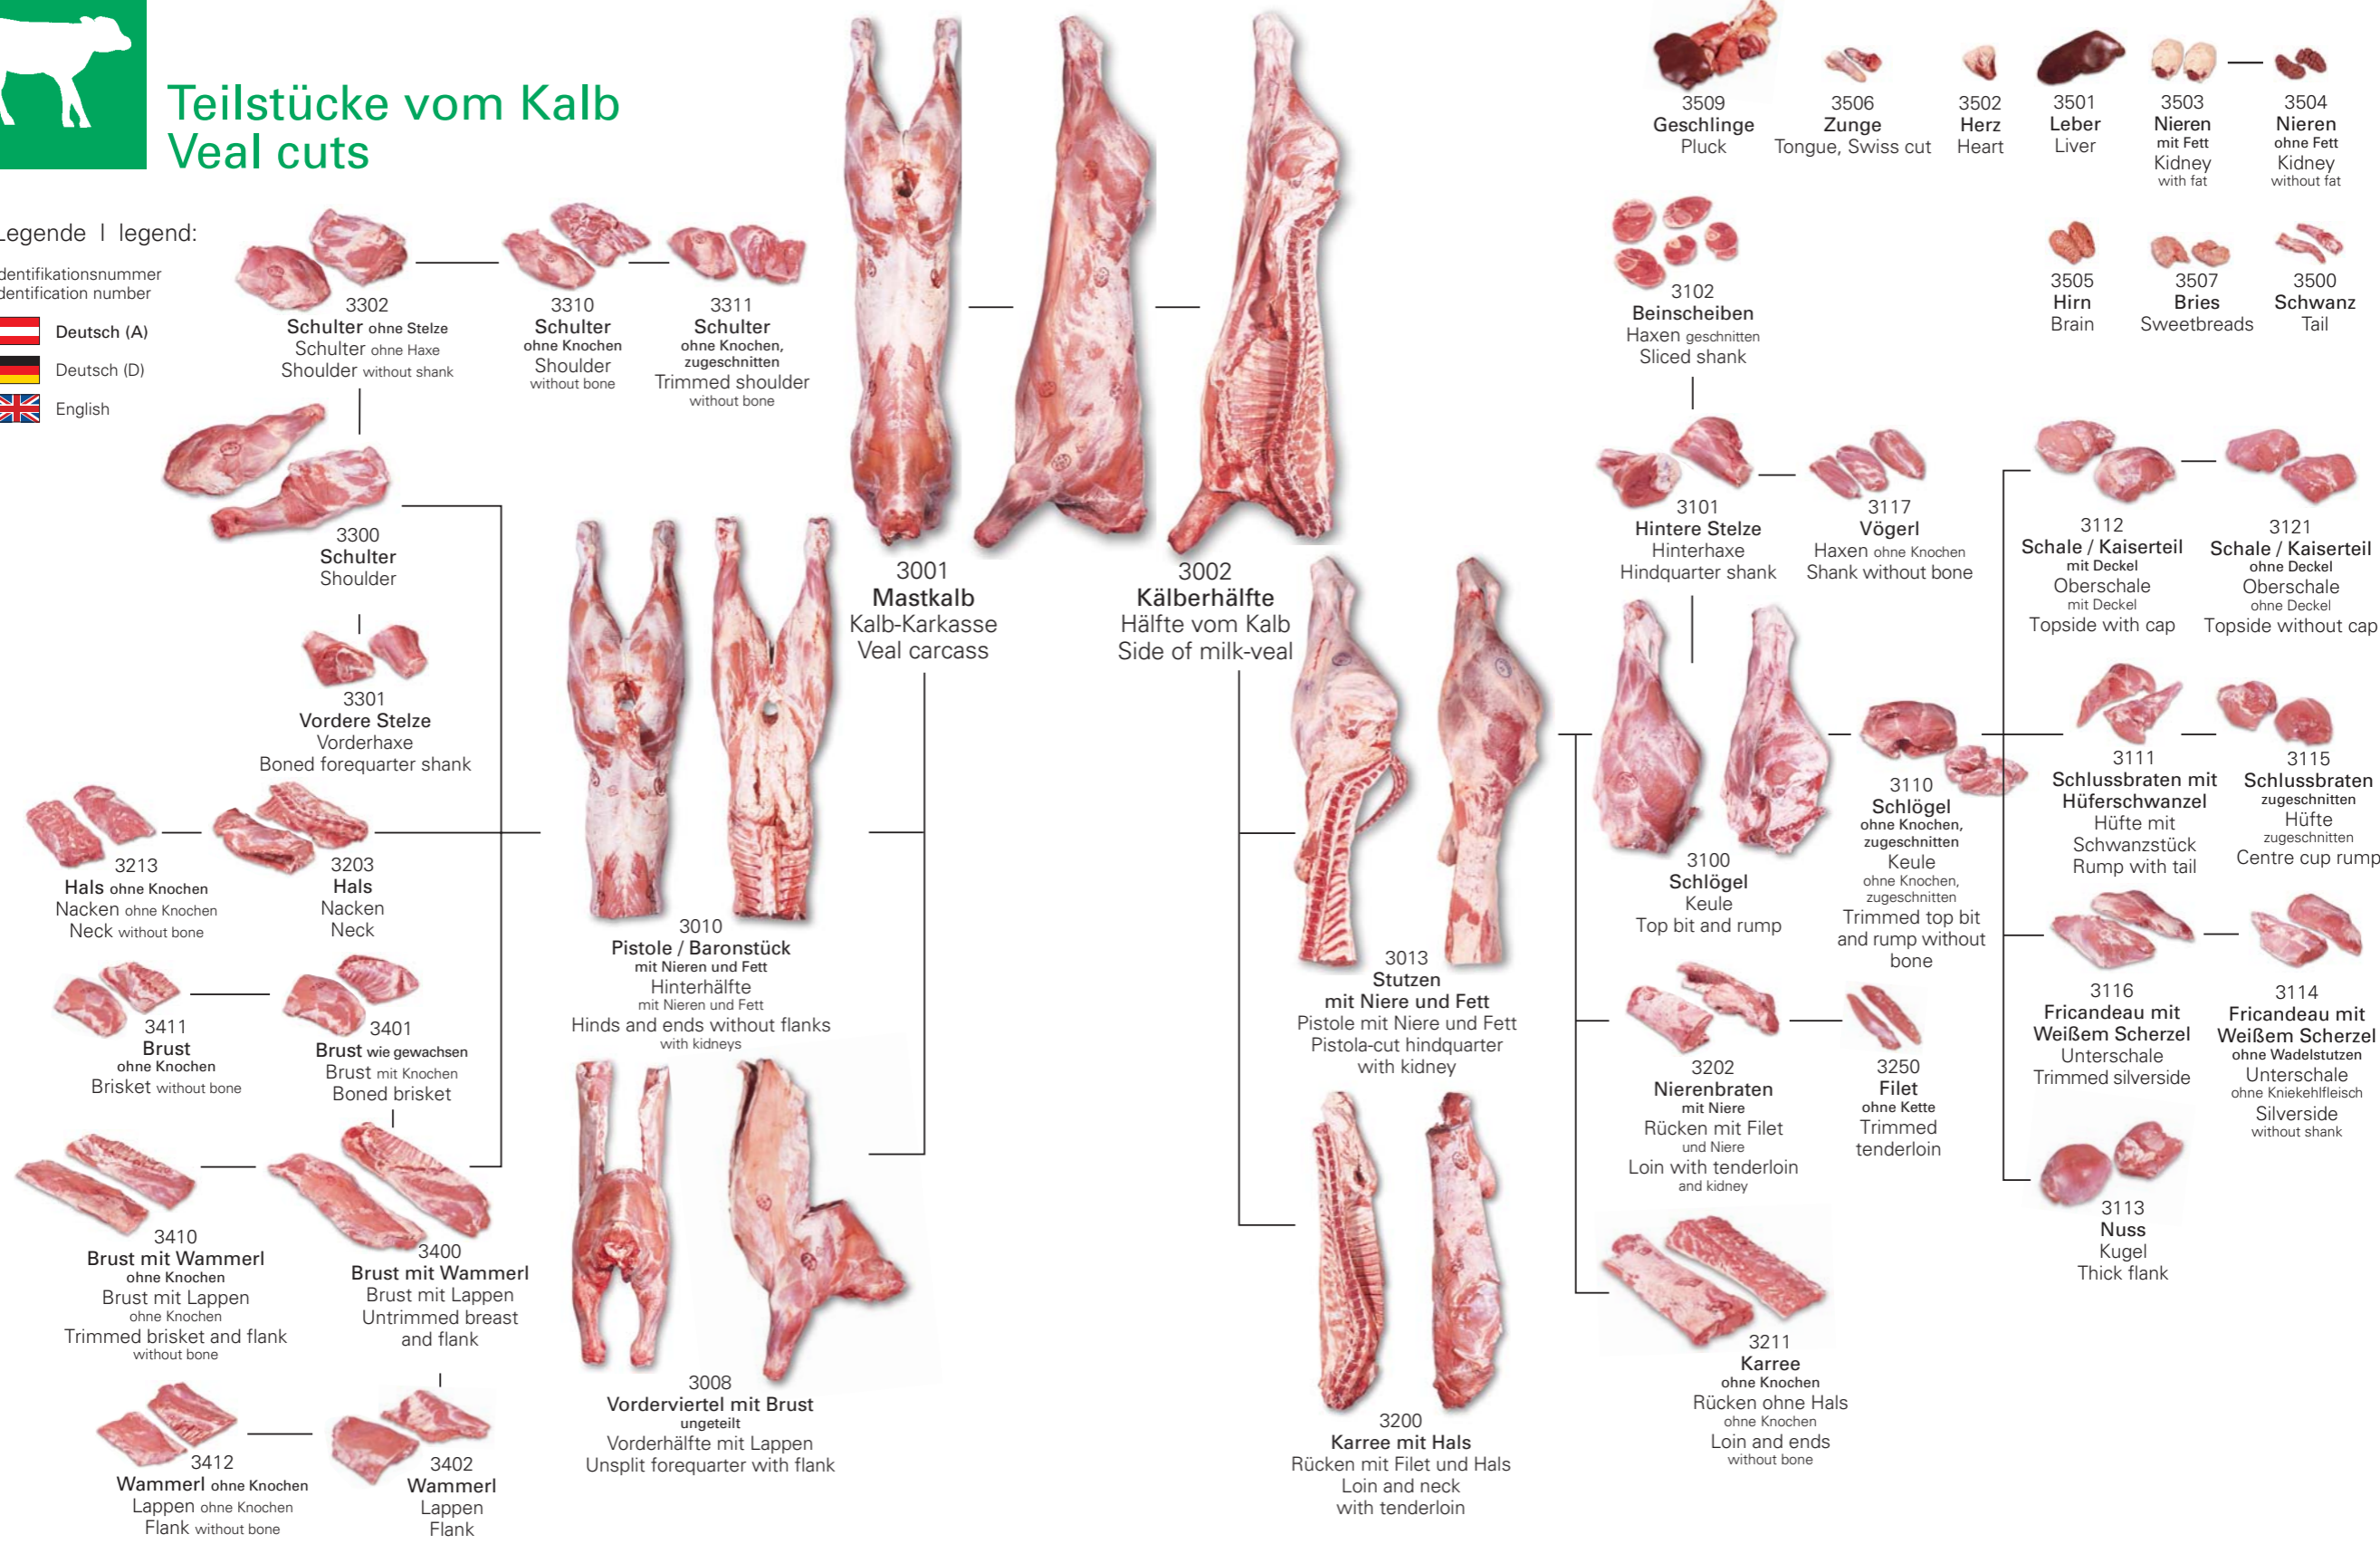 Teilstücke vom Kalb
Veal cuts
Legende | legend:
Identifikationsnummer
Identification number
Deutsch (A)
Deutsch (D)
English
3302
Schulter ohne Stelze
Schulter ohne Haxe
Shoulder without shank
3310
Schulter
ohne Knochen
Shoulder
without bone
3311
Schulter
ohne Knochen,
zugeschnitten
Trimmed shoulder
without bone
3300
Schulter
Shoulder
3301
Vordere Stelze
Vorderhaxe
Boned forequarter shank
3213
Hals ohne Knochen
Nacken ohne Knochen
Neck without bone
3203
Hals
Nacken
Neck
3411
Brust
ohne Knochen
Brisket without bone
3401
Brust wie gewachsen
Brust mit Knochen
Boned brisket
3410
Brust mit Wammerl
ohne Knochen
Brust mit Lappen
ohne Knochen
Trimmed brisket and flank
without bone
3400
Brust mit Wammerl
Brust mit Lappen
Untrimmed breast
and flank
3412
Wammerl ohne Knochen
Lappen ohne Knochen
Flank without bone
3402
Wammerl
Lappen
Flank
3001
Mastkalb
Kalb-Karkasse
Veal carcass
3002
Kälberhälfte
Hälfte vom Kalb
Side of milk-veal
3010
Pistole / Baronstück
mit Nieren und Fett
Hinterhälfte
mit Nieren und Fett
Hinds and ends without flanks
with kidneys
3008
Vorderviertel mit Brust
ungeteilt
Vorderhälfte mit Lappen
Unsplit forequarter with flank
3013
Stutzen
mit Niere und Fett
Pistole mit Niere und Fett
Pistola-cut hindquarter
with kidney
3200
Karree mit Hals
Rücken mit Filet und Hals
Loin and neck
with tenderloin
3509
Geschlinge
Pluck
3506
Zunge
Tongue, Swiss cut
3502
Herz
Heart
3501
Leber
Liver
3503
Nieren
mit Fett
Kidney
with fat
3504
Nieren
ohne Fett
Kidney
without fat
3505
Hirn
Brain
3507
Bries
Sweetbreads
3500
Schwanz
Tail
3102
Beinscheiben
Haxen geschnitten
Sliced shank
3101
Hintere Stelze
Hinterhaxe
Hindquarter shank
3117
Vögerl
Haxen ohne Knochen
Shank without bone
3100
Schlögel
Keule
Top bit and rump
3110
Schlögel
ohne Knochen,
zugeschnitten
Keule
ohne Knochen,
zugeschnitten
Trimmed top bit
and rump without
bone
3202
Nierenbraten
mit Niere
Rücken mit Filet
und Niere
Loin with tenderloin
and kidney
3250
Filet
ohne Kette
Trimmed
tenderloin
3211
Karree
ohne Knochen
Rücken ohne Hals
ohne Knochen
Loin and ends
without bone
3112
Schale / Kaiserteil
mit Deckel
Oberschale
mit Deckel
Topside with cap
3121
Schale / Kaiserteil
ohne Deckel
Oberschale
ohne Deckel
Topside without cap
3111
Schlussbraten mit
Hüferschwanzel
Hüfte mit
Schwanzstück
Rump with tail
3115
Schlussbraten
zugeschnitten
Hüfte
zugeschnitten
Centre cup rump
3116
Fricandeau mit
Weißem Scherzel
Unterschale
Trimmed silverside
3114
Fricandeau mit
Weißem Scherzel
ohne Wadelstutzen
Unterschale
ohne Kniekehlfleisch
Silverside
without shank
3113
Nuss
Kugel
Thick flank